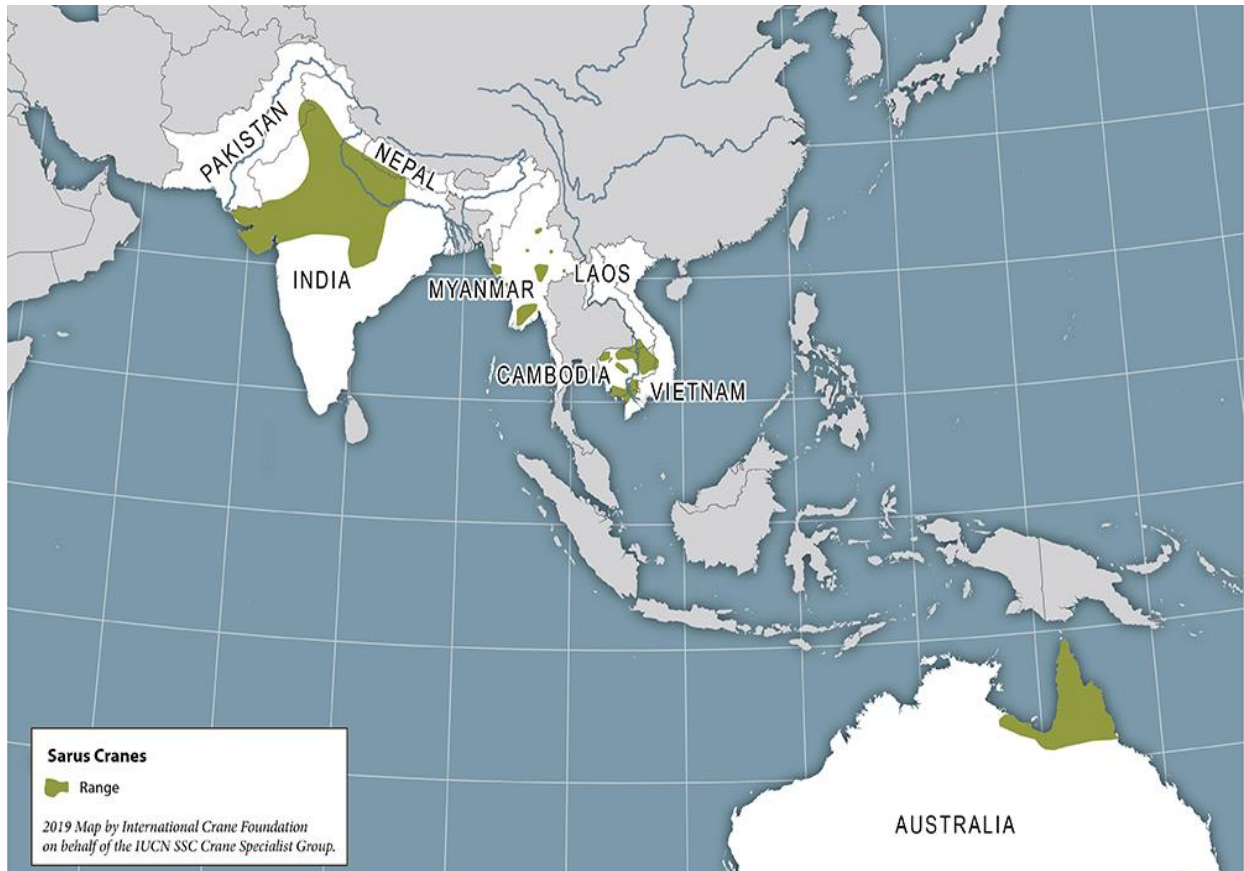 PAKISTAN
NEPAL
INDIA
MYANMAR
LAOS
CAMBODIA
VIETNAM
AUSTRALIA
Sarus Cranes
Range
2019 Map by International Crane Foundation
on behalf of the IUCN SSC Crane Specialist Group.